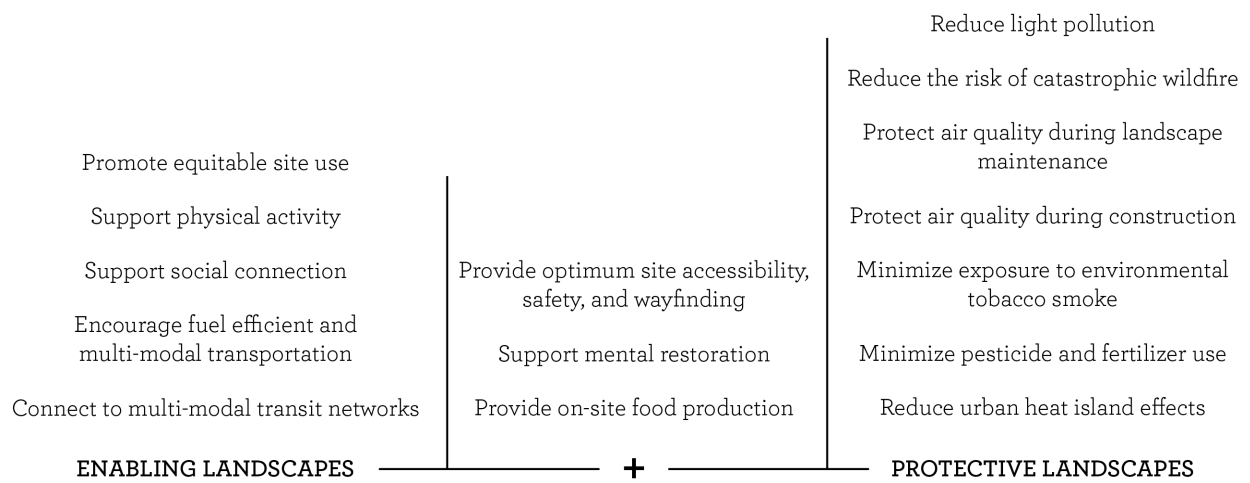 Promote equitable site use
Support physical activity
Support social connection
Encourage fuel efficient and
multi-modal transportation
Connect to multi-modal transit networks
ENABLING LANDSCAPES
Provide optimum site accessibility,
safety, and wayfinding
Support mental restoration
Provide on-site food production
+
Reduce light pollution
Reduce the risk of catastrophic wildfire
Protect air quality during landscape
maintenance
Protect air quality during construction
Minimize exposure to environmental
tobacco smoke
Minimize pesticide and fertilizer use
Reduce urban heat island effects
PROTECTIVE LANDSCAPES